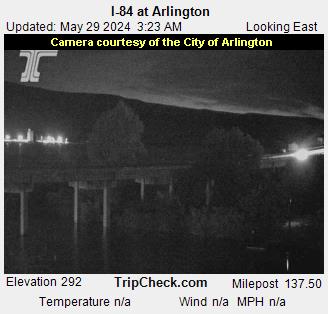 I-84 at Arlington
Updated: May 29 2024 3:23 AM Looking East
Camera courtesy of the City of Arlington
Elevation 292 TripCheck.com Milepost 137.50
Temperature n/a Wind n/a MPH n/a